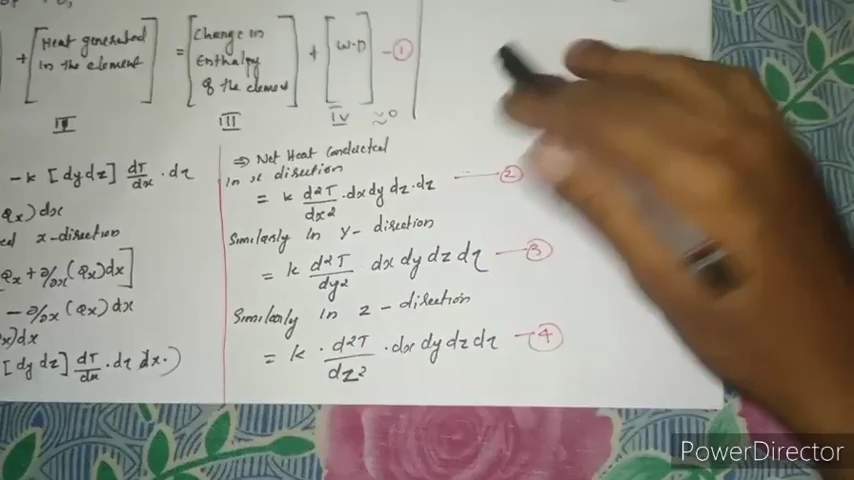 + [Heat generated in the element] = [Change in Enthalpy of the element] + [W.D] - ①
II III IV ≈0
- k [dydz] dT/dx · dτ
Qx) dx
x-direction
Qx + ∂/∂x (Qx) dx]
- ∂/∂x (Qx) dx
x) dx
[dy dz] dT/dx · dτ dx.)
⇒ Net Heat Conducted
in x direction
= k d²T/dx² · dx dy dz · dτ — ②
Similarly In Y - direction
= k d²T/dy² dx dy dz dτ — ③
Similarly in z - direction
= k · d²T/dz² · dx dy dz dτ — ④
PowerDirector